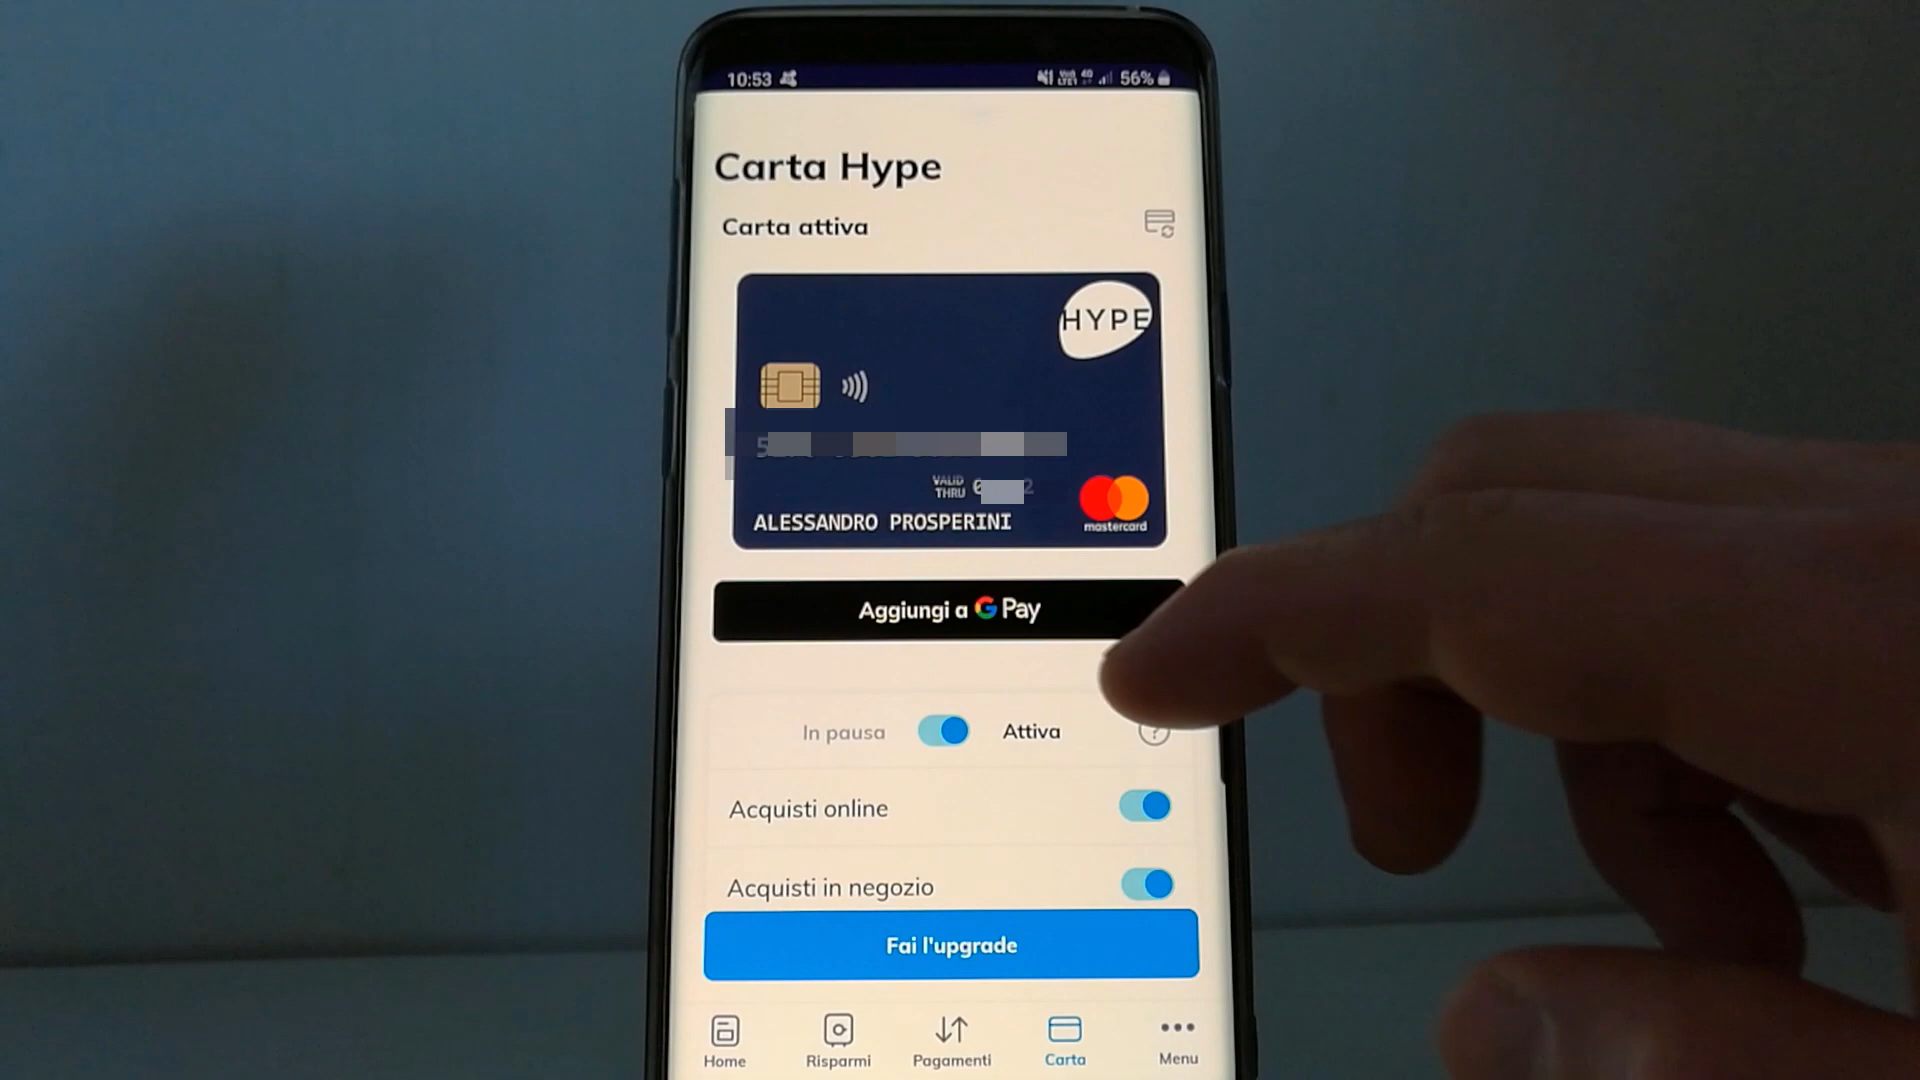 10:53 56%
Carta Hype
Carta attiva
HYPE
VALID
THRU
ALESSANDRO PROSPERINI
mastercard
Aggiungi a G Pay
In pausa Attiva ?
Acquisti online
Acquisti in negozio
Fai l'upgrade
Home Risparmi Pagamenti Carta Menu